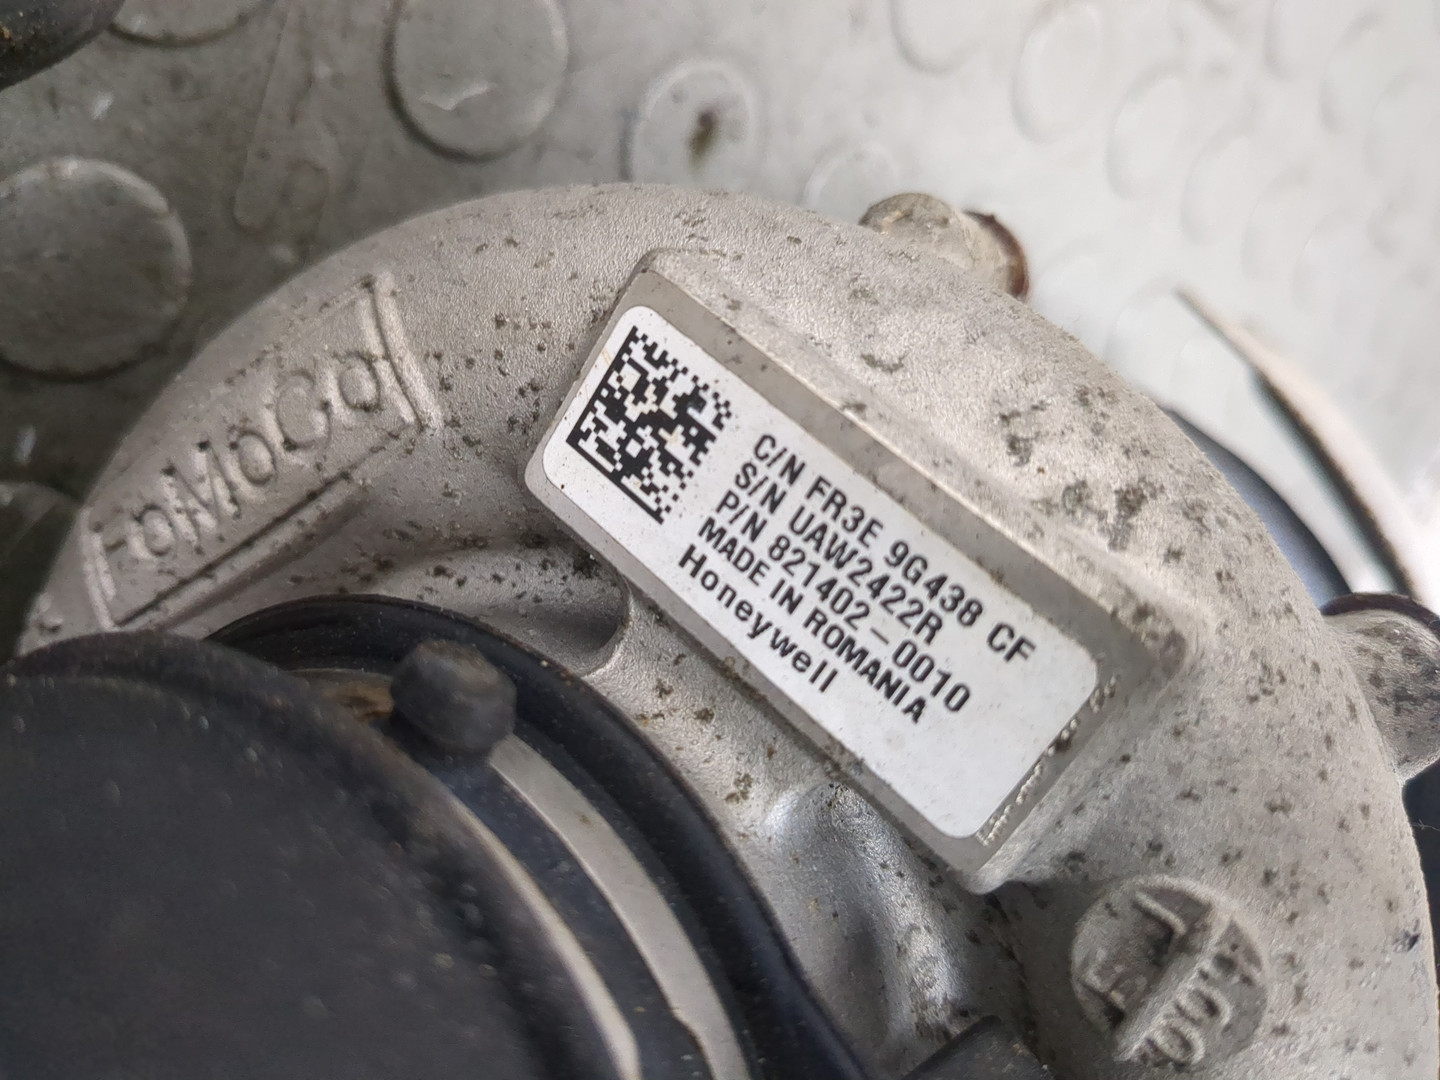 FoMoCo
C/N FR3E 9G438 CF
S/N UAW2422R
P/N 821402-0010
MADE IN ROMANIA
Honeywell